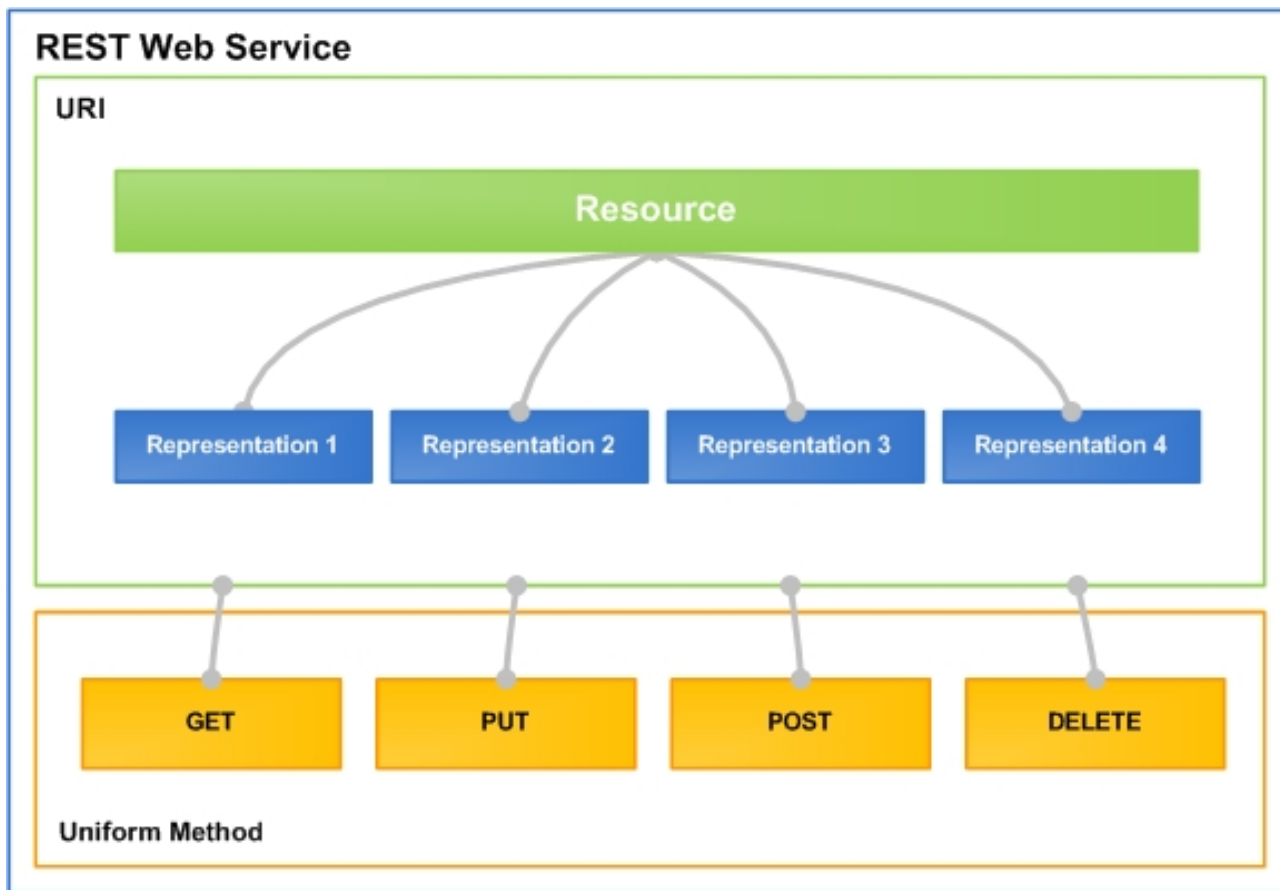 REST Web Service
URI
Resource
Representation 1
Representation 2
Representation 3
Representation 4
GET
PUT
POST
DELETE
Uniform Method